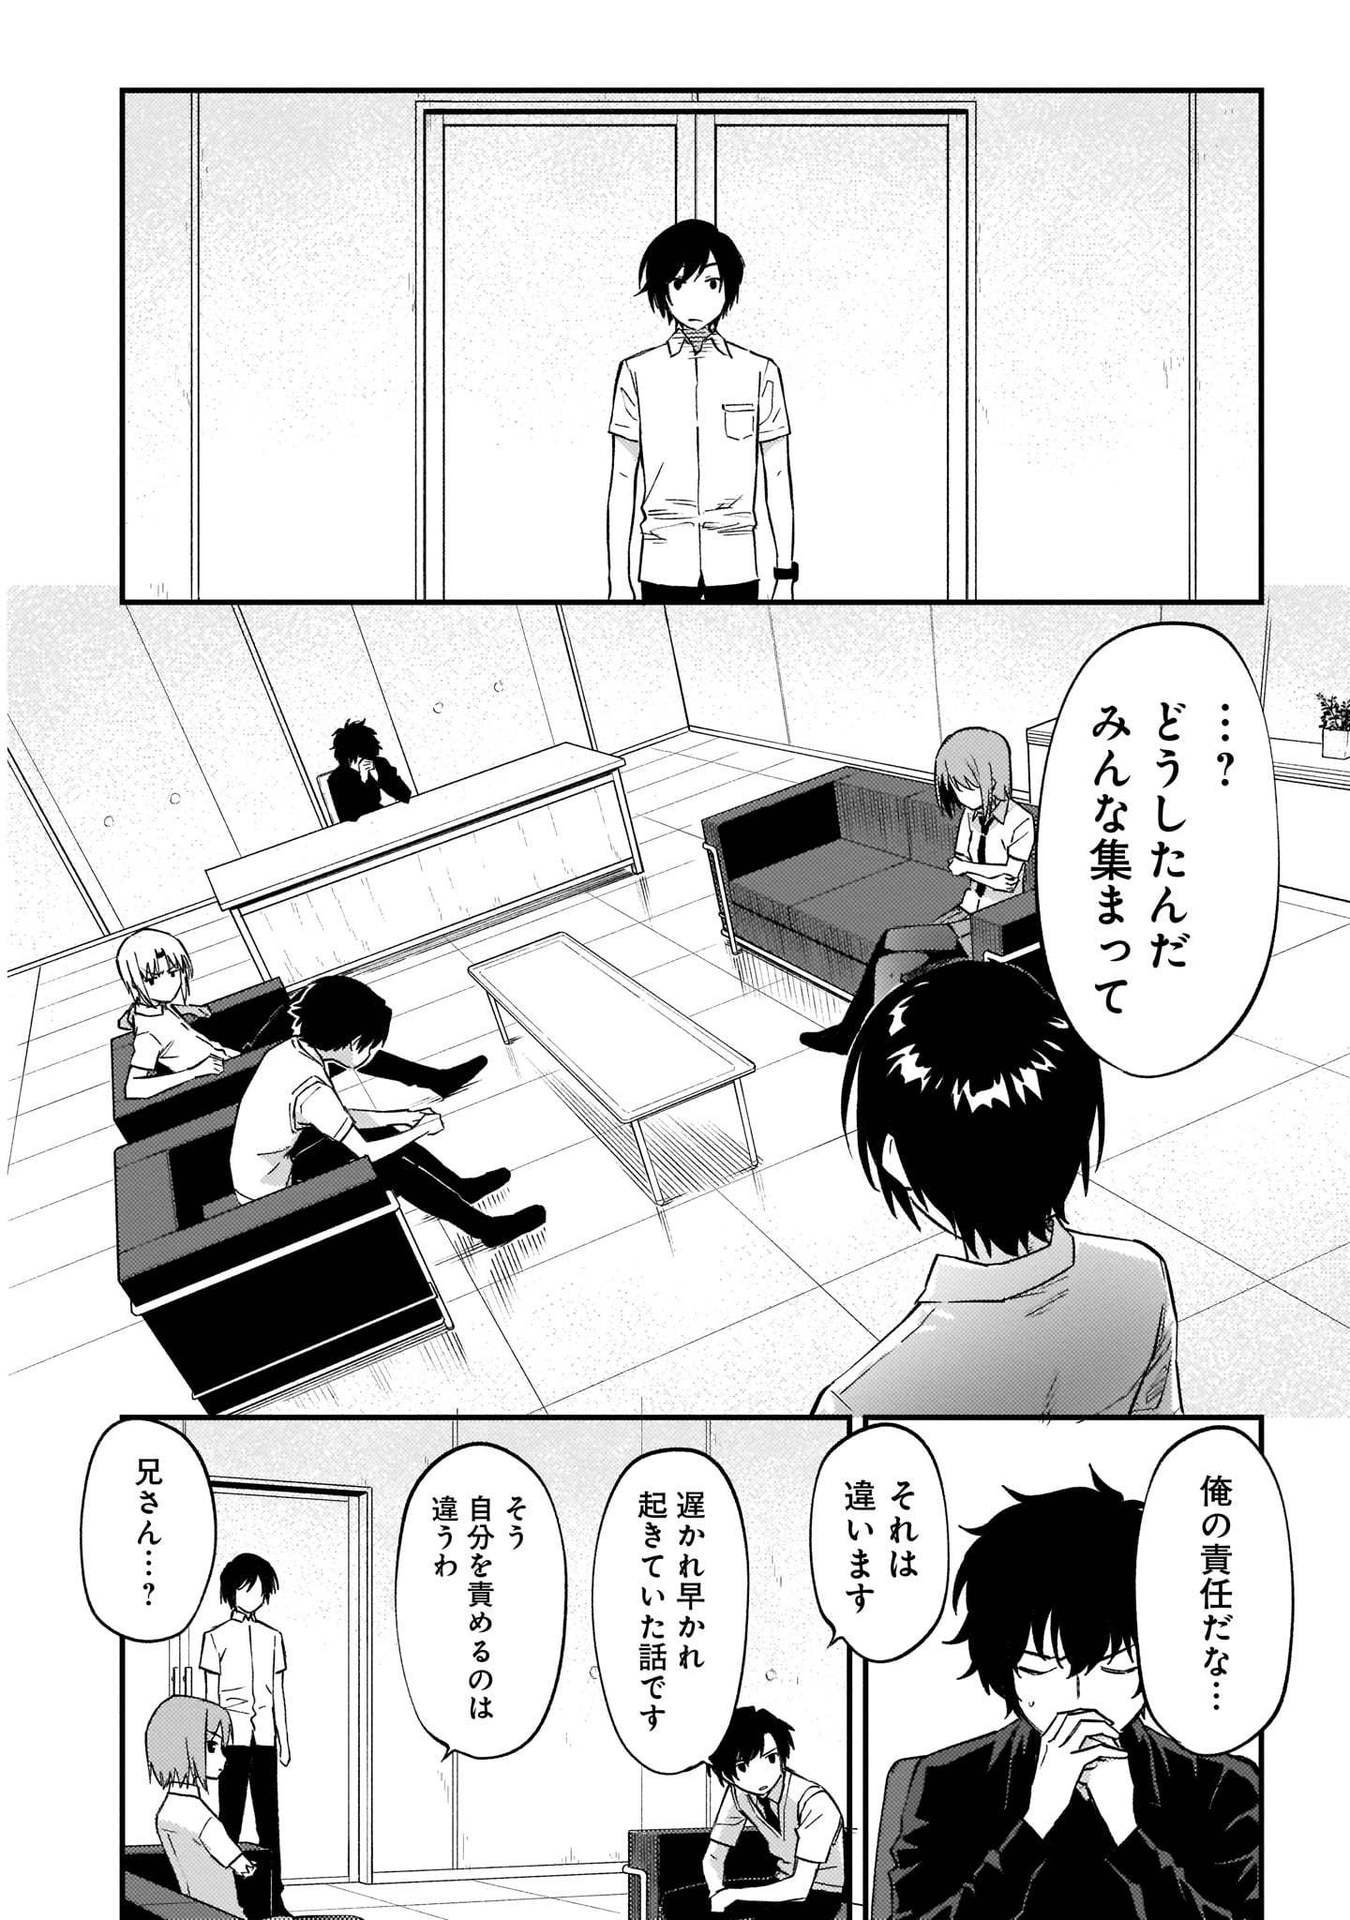 …？
どうしたんだ
みんな集まって
俺の責任だな…
それは
違います
遅かれ早かれ
起きていた話です
そう
自分を責めるのは
違うわ
兄さん…？